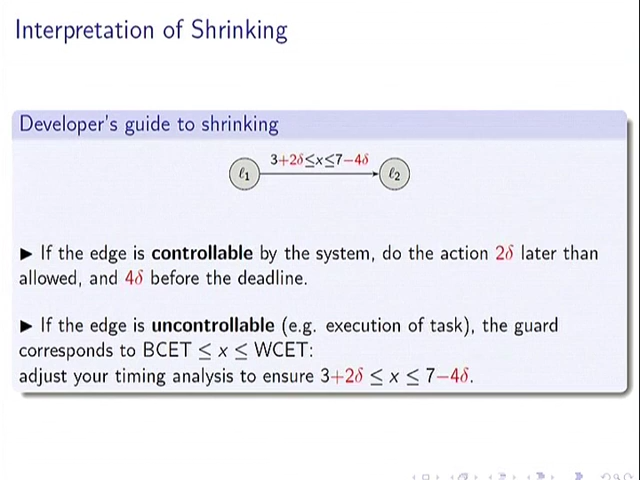 Interpretation of Shrinking
Developer's guide to shrinking
3+2δ≤x≤7−4δ
ℓ1 ℓ2
▶ If the edge is controllable by the system, do the action 2δ later than
allowed, and 4δ before the deadline.
▶ If the edge is uncontrollable (e.g. execution of task), the guard
corresponds to BCET ≤ x ≤ WCET:
adjust your timing analysis to ensure 3+2δ ≤ x ≤ 7−4δ.